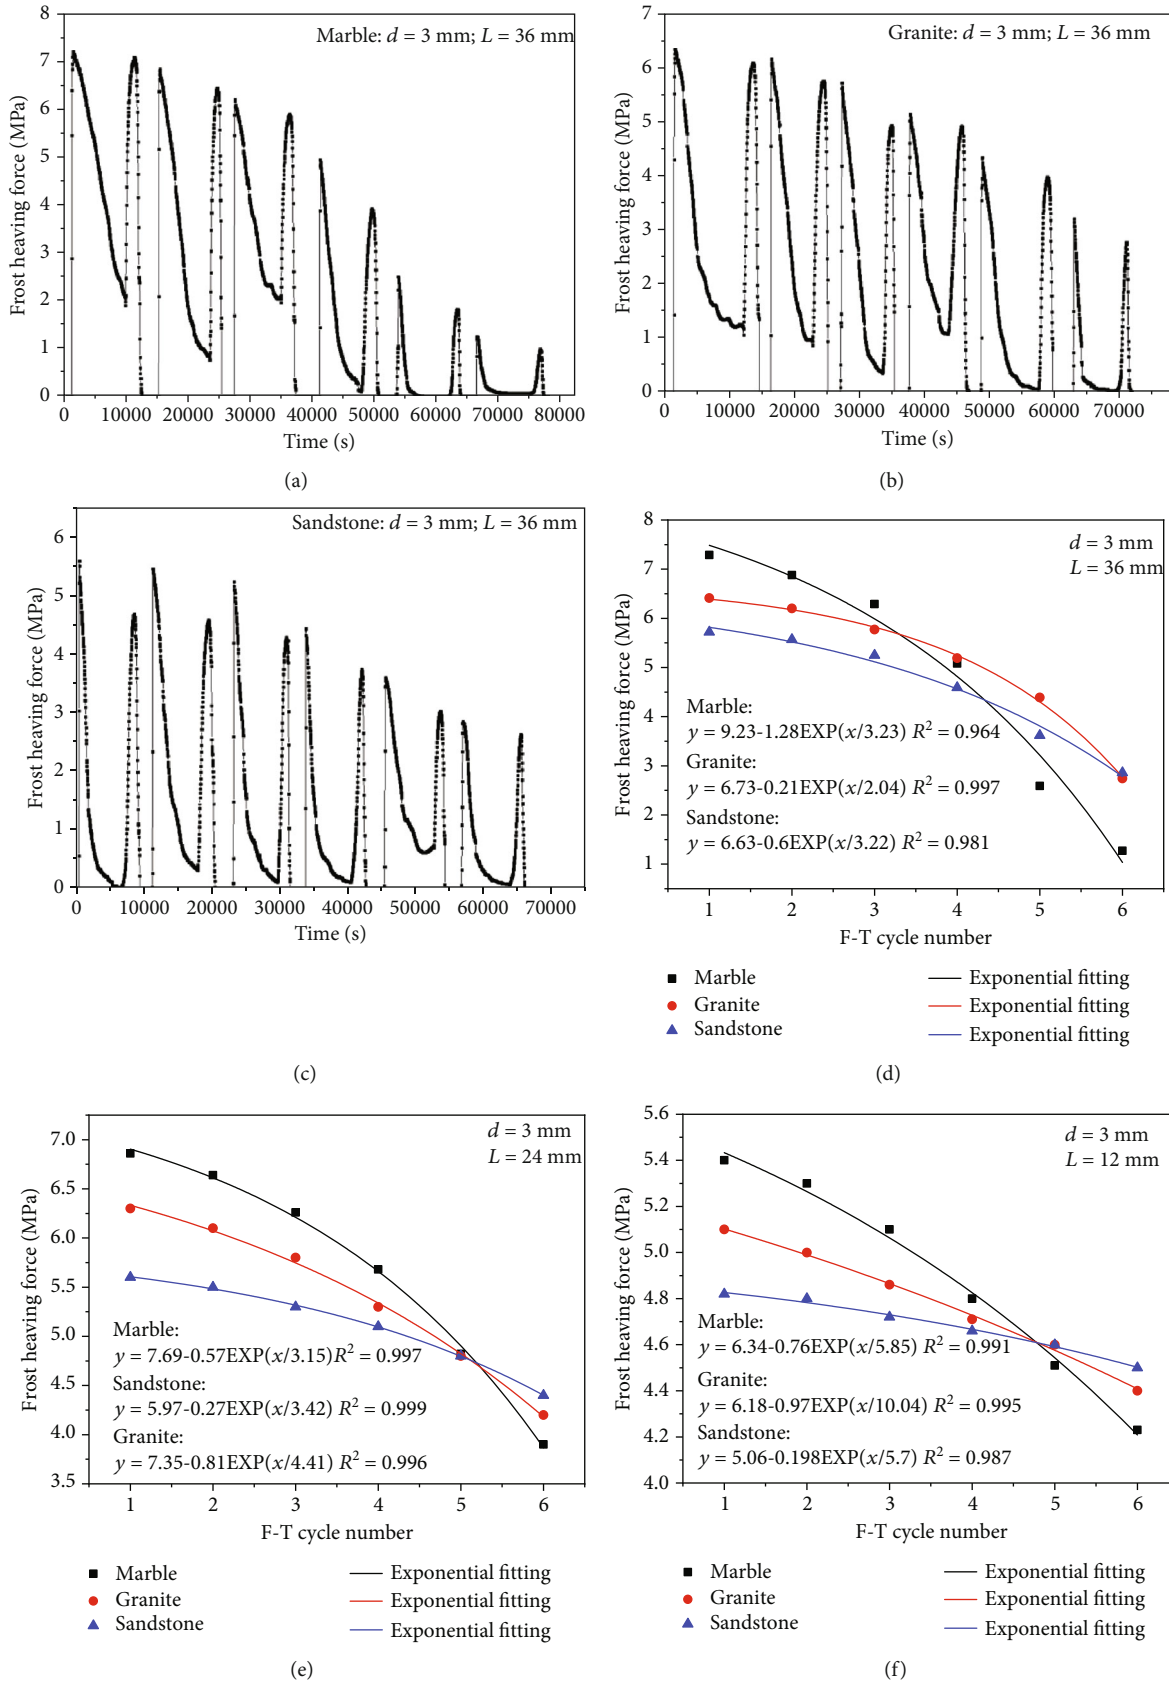 Marble: d = 3 mm; L = 36 mm
Frost heaving force (MPa)
8
7
6
5
4
3
2
1
0
0 10000 20000 30000 40000 50000 60000 70000 80000
Time (s)
(a)
Granite: d = 3 mm; L = 36 mm
Frost heaving force (MPa)
7
6
5
4
3
2
1
0
0 10000 20000 30000 40000 50000 60000 70000
Time (s)
(b)
Sandstone: d = 3 mm; L = 36 mm
Frost heaving force (MPa)
6
5
4
3
2
1
0
0 10000 20000 30000 40000 50000 60000 70000
Time (s)
(c)
d = 3 mm
L = 36 mm
Frost heaving force (MPa)
8
7
6
5
4
3
2
1
Marble:
y = 9.23-1.28EXP(x/3.23) R² = 0.964
Granite:
y = 6.73-0.21EXP(x/2.04) R² = 0.997
Sandstone:
y = 6.63-0.6EXP(x/3.22) R² = 0.981
1 2 3 4 5 6
F-T cycle number
Marble Exponential fitting
Granite Exponential fitting
Sandstone Exponential fitting
(d)
d = 3 mm
L = 24 mm
Frost heaving force (MPa)
7.0
6.5
6.0
5.5
5.0
4.5
4.0
3.5
Marble:
y = 7.69-0.57EXP(x/3.15) R² = 0.997
Sandstone:
y = 5.97-0.27EXP(x/3.42) R² = 0.999
Granite:
y = 7.35-0.81EXP(x/4.41) R² = 0.996
1 2 3 4 5 6
F-T cycle number
Marble Exponential fitting
Granite Exponential fitting
Sandstone Exponential fitting
(e)
d = 3 mm
L = 12 mm
Frost heaving force (MPa)
5.6
5.4
5.2
5.0
4.8
4.6
4.4
4.2
4.0
Marble:
y = 6.34-0.76EXP(x/5.85) R² = 0.991
Granite:
y = 6.18-0.97EXP(x/10.04) R² = 0.995
Sandstone:
y = 5.06-0.198EXP(x/5.7) R² = 0.987
1 2 3 4 5 6
F-T cycle number
Marble Exponential fitting
Granite Exponential fitting
Sandstone Exponential fitting
(f)